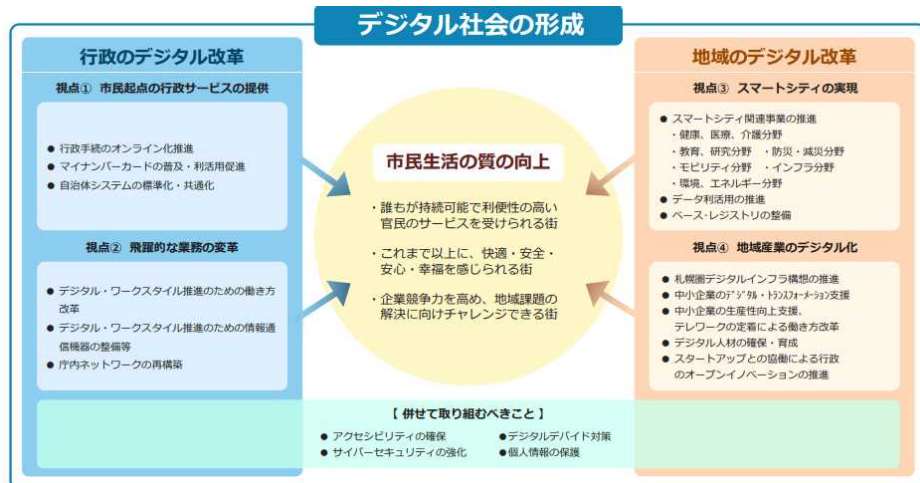 デジタル社会の形成
行政のデジタル改革
視点① 市民起点の行政サービスの提供
● 行政手続のオンライン化推進
● マイナンバーカードの普及・利活用促進
● 自治体システムの標準化・共通化
視点② 飛躍的な業務の変革
● デジタル・ワークスタイル推進のための働き方
改革
● デジタル・ワークスタイル推進のための情報通
信機器の整備等
● 庁内ネットワークの再構築
市民生活の質の向上
・誰もが持続可能で利便性の高い
官民のサービスを受けられる街
・これまで以上に、快適・安全・
安心・幸福を感じられる街
・企業競争力を高め、地域課題の
解決に向けチャレンジできる街
地域のデジタル改革
視点③ スマートシティの実現
● スマートシティ関連事業の推進
・健康、医療、介護分野
・教育、研究分野 ・防災・減災分野
・モビリティ分野 ・インフラ分野
・環境、エネルギー分野
● データ利活用の推進
● ベース・レジストリの整備
視点④ 地域産業のデジタル化
● 札幌圏デジタルインフラ構想の推進
● 中小企業のデジタル・トランスフォーメーション支援
● 中小企業の生産性向上支援、
テレワークの定着による働き方改革
● デジタル人材の確保・育成
● スタートアップとの協働による行政
のオープンイノベーションの推進
【 併せて取り組むべきこと 】
● アクセシビリティの確保 ●デジタルデバイド対策
● サイバーセキュリティの強化 ●個人情報の保護